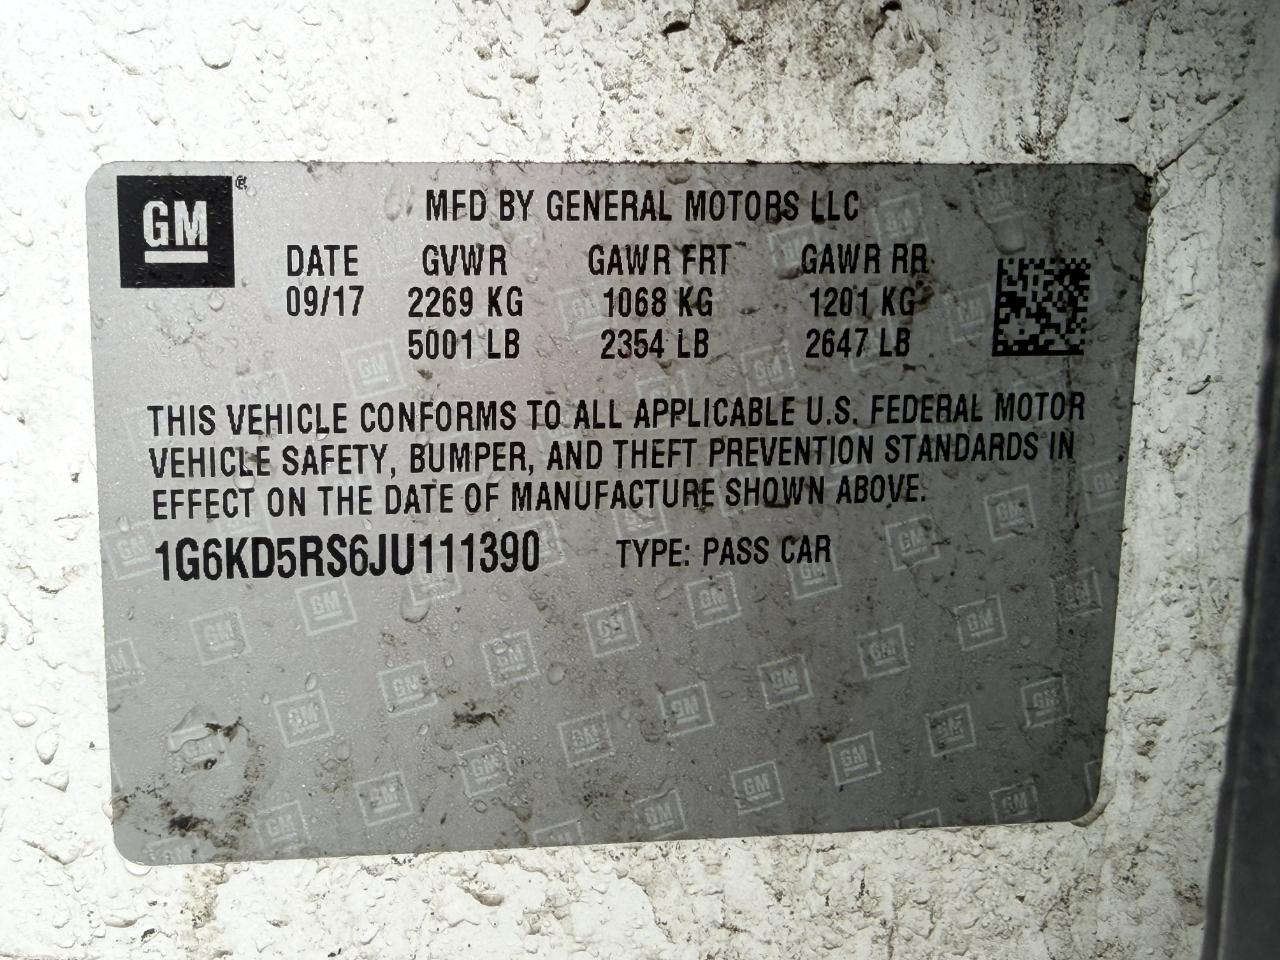 GM
MFD BY GENERAL MOTORS LLC
DATE GVWR GAWR FRT GAWR RR
09/17 2269 KG 1068 KG 1201 KG
5001 LB 2354 LB 2647 LB
THIS VEHICLE CONFORMS TO ALL APPLICABLE U.S. FEDERAL MOTOR
VEHICLE SAFETY, BUMPER, AND THEFT PREVENTION STANDARDS IN
EFFECT ON THE DATE OF MANUFACTURE SHOWN ABOVE.
1G6KD5RS6JU111390 TYPE: PASS CAR